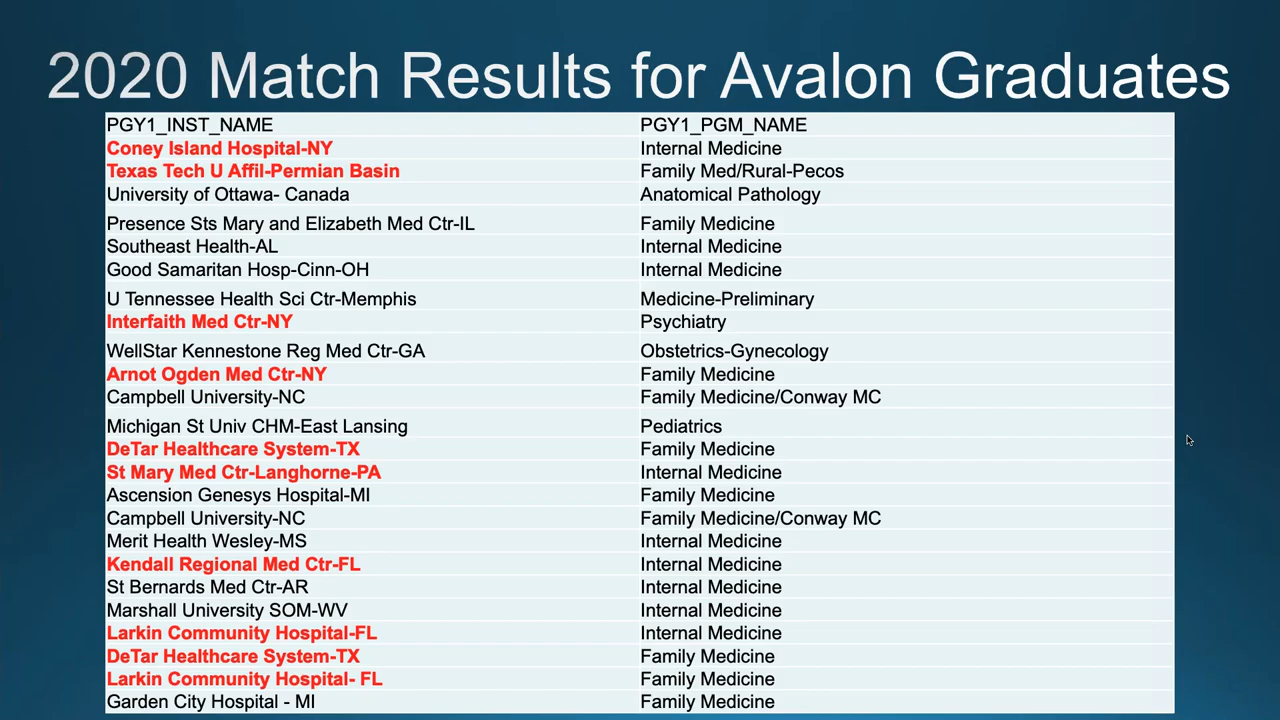 2020 Match Results for Avalon Graduates
PGY1_INST_NAME PGY1_PGM_NAME
Coney Island Hospital-NY Internal Medicine
Texas Tech U Affil-Permian Basin Family Med/Rural-Pecos
University of Ottawa- Canada Anatomical Pathology
Presence Sts Mary and Elizabeth Med Ctr-IL Family Medicine
Southeast Health-AL Internal Medicine
Good Samaritan Hosp-Cinn-OH Internal Medicine
U Tennessee Health Sci Ctr-Memphis Medicine-Preliminary
Interfaith Med Ctr-NY Psychiatry
WellStar Kennestone Reg Med Ctr-GA Obstetrics-Gynecology
Arnot Ogden Med Ctr-NY Family Medicine
Campbell University-NC Family Medicine/Conway MC
Michigan St Univ CHM-East Lansing Pediatrics
DeTar Healthcare System-TX Family Medicine
St Mary Med Ctr-Langhorne-PA Internal Medicine
Ascension Genesys Hospital-MI Family Medicine
Campbell University-NC Family Medicine/Conway MC
Merit Health Wesley-MS Internal Medicine
Kendall Regional Med Ctr-FL Internal Medicine
St Bernards Med Ctr-AR Internal Medicine
Marshall University SOM-WV Internal Medicine
Larkin Community Hospital-FL Internal Medicine
DeTar Healthcare System-TX Family Medicine
Larkin Community Hospital- FL Family Medicine
Garden City Hospital - MI Family Medicine